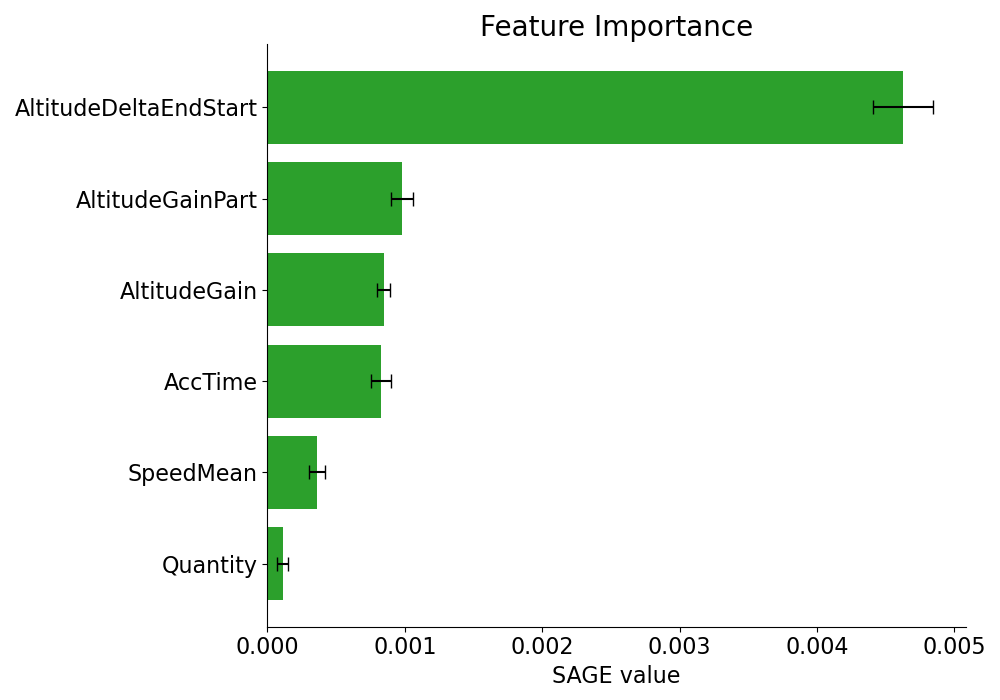 Feature Importance
AltitudeDeltaEndStart
AltitudeGainPart
AltitudeGain
AccTime
SpeedMean
Quantity
0.000 0.001 0.002 0.003 0.004 0.005
SAGE value